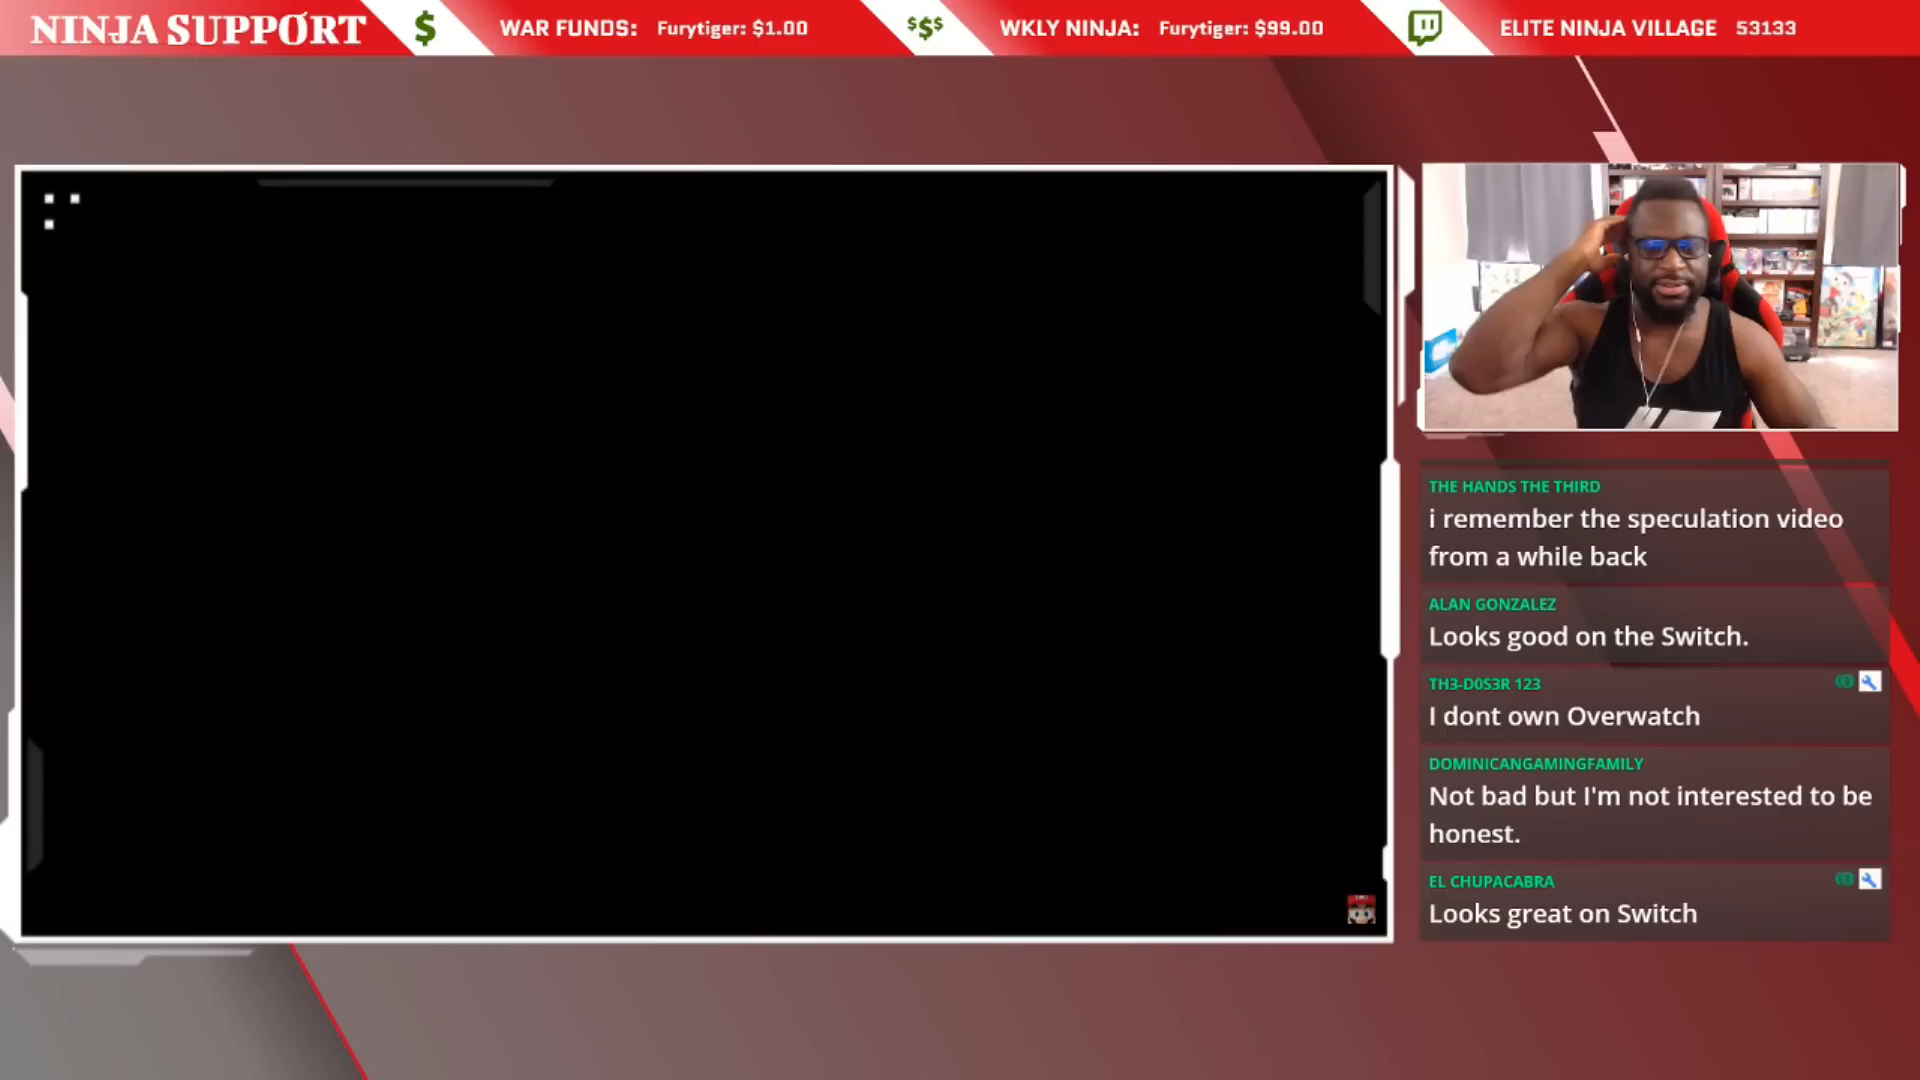 NINJA SUPPORT
$
WAR FUNDS: Furytiger: $1.00
$$$
WKLY NINJA: Furytiger: $99.00
ELITE NINJA VILLAGE 53133
THE HANDS THE THIRD
i remember the speculation video
from a while back
ALAN GONZALEZ
Looks good on the Switch.
TH3-D0S3R 123
I dont own Overwatch
DOMINICANGAMINGFAMILY
Not bad but I'm not interested to be
honest.
EL CHUPACABRA
Looks great on Switch